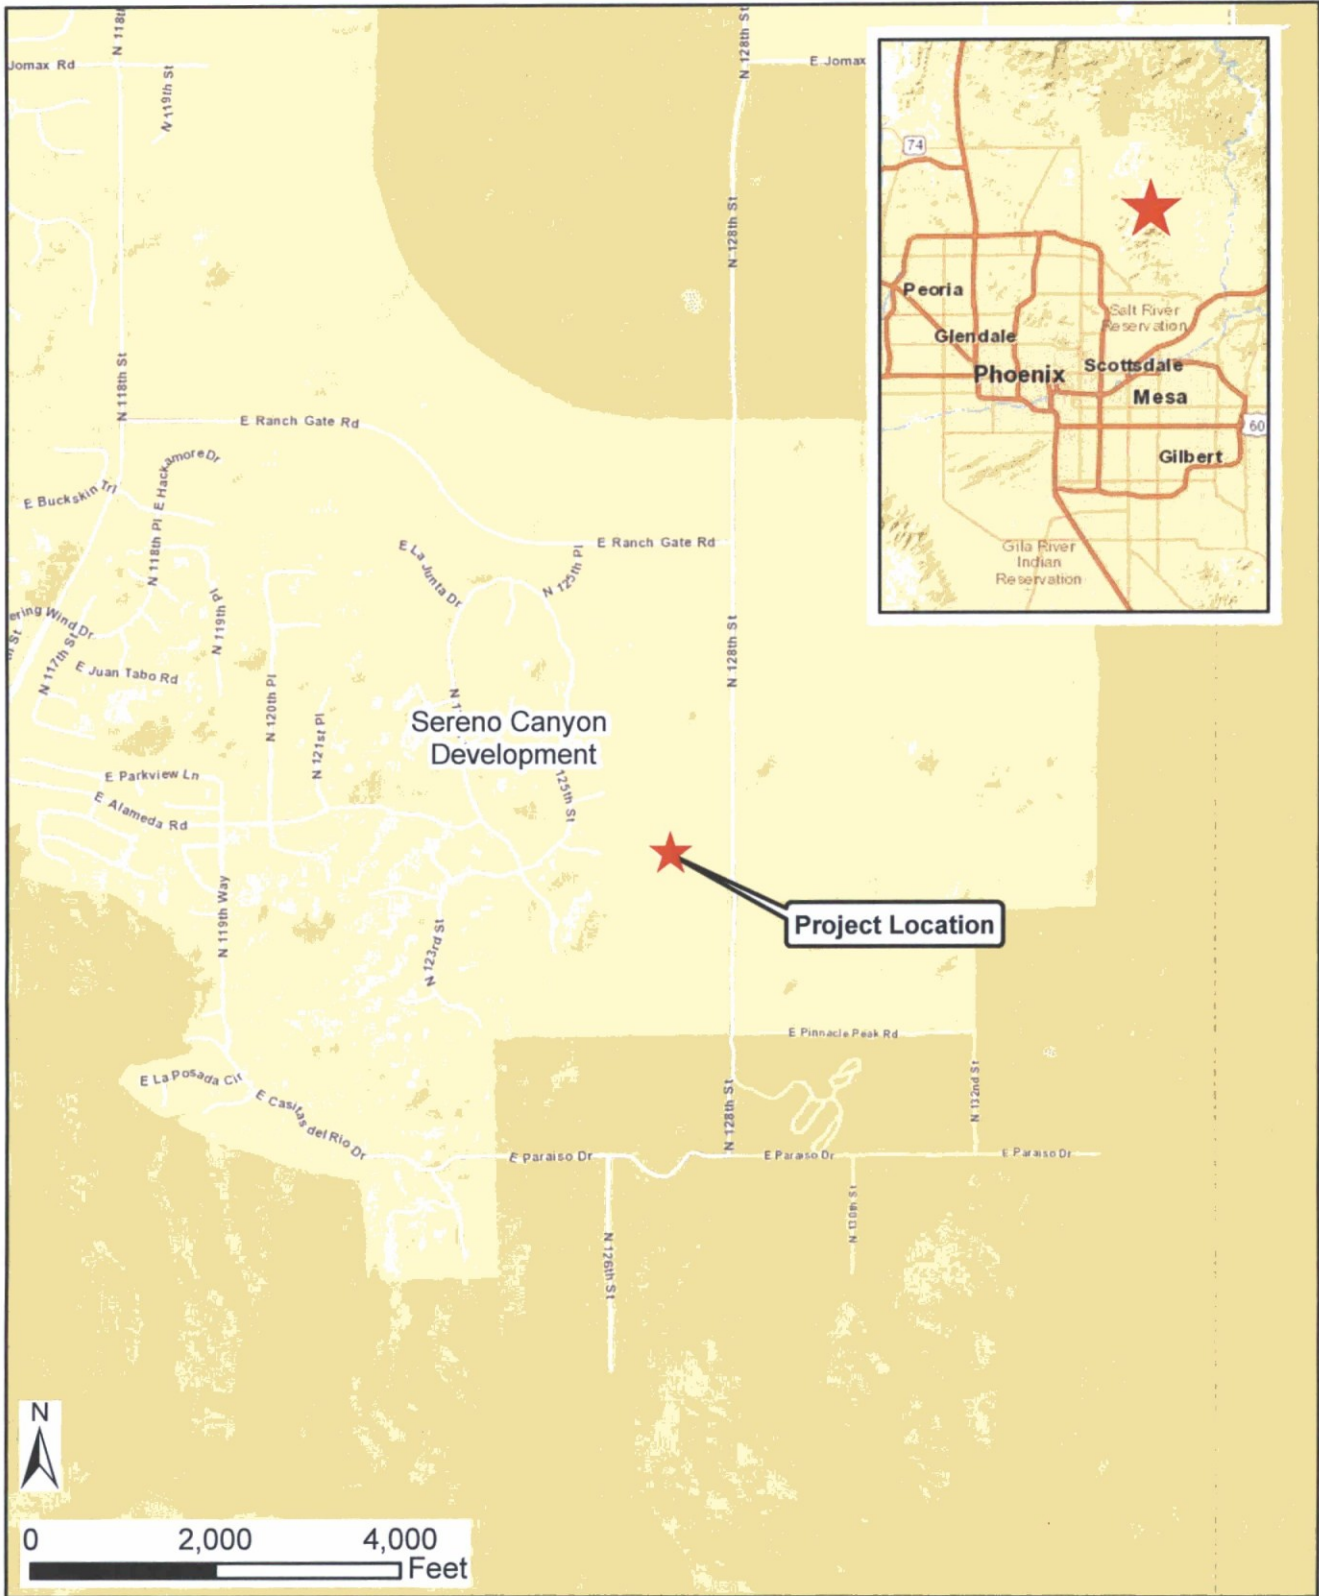 N 118t
N 128th St
Jomax Rd
E Jomax
N 119th St
74
N 128th St
Peoria
Salt River
Reservation
Glendale
Scottsdale
Phoenix
Mesa
60
Gilbert
Gila River
Indian
Reservation
N 118th St
E Ranch Gate Rd
E Hackamore Dr
E Buckskin Trl
N 118th Pl
E La Junta Dr
N 125th Pl
E Ranch Gate Rd
N 119th Pl
ering Wind Dr
N 117th St
N 128th St
E Juan Tabo Rd
N 120th Pl
N 121st Pl
N 1
Sereno Canyon
Development
E Parkview Ln
125th St
E Alameda Rd
N 119th Way
N 123rd St
Project Location
E Pinnacle Peak Rd
E La Posada Cir
E Casitas del Rio Dr
N 128th St
N 132nd St
E Paraiso Dr
E Paraiso Dr
E Paraiso Dr
N 126th St
N 130th St
N
0 2,000 4,000
Feet